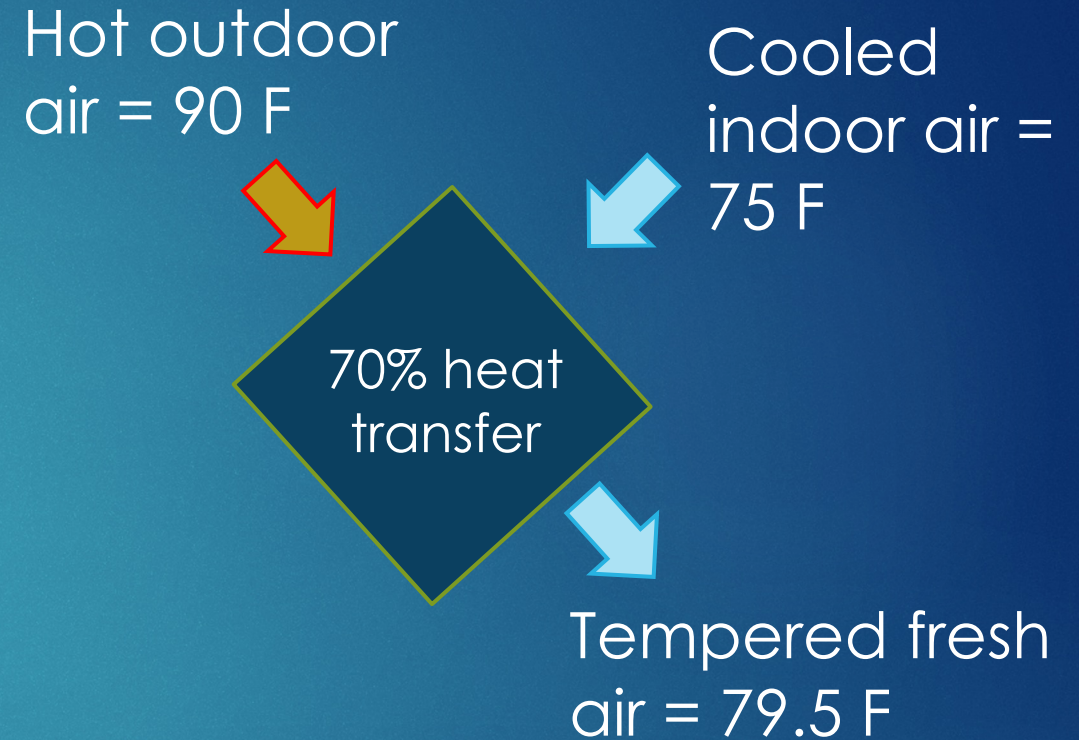 Hot outdoor
air = 90 F
Cooled
indoor air =
75 F
70% heat
transfer
Tempered fresh
air = 79.5 F